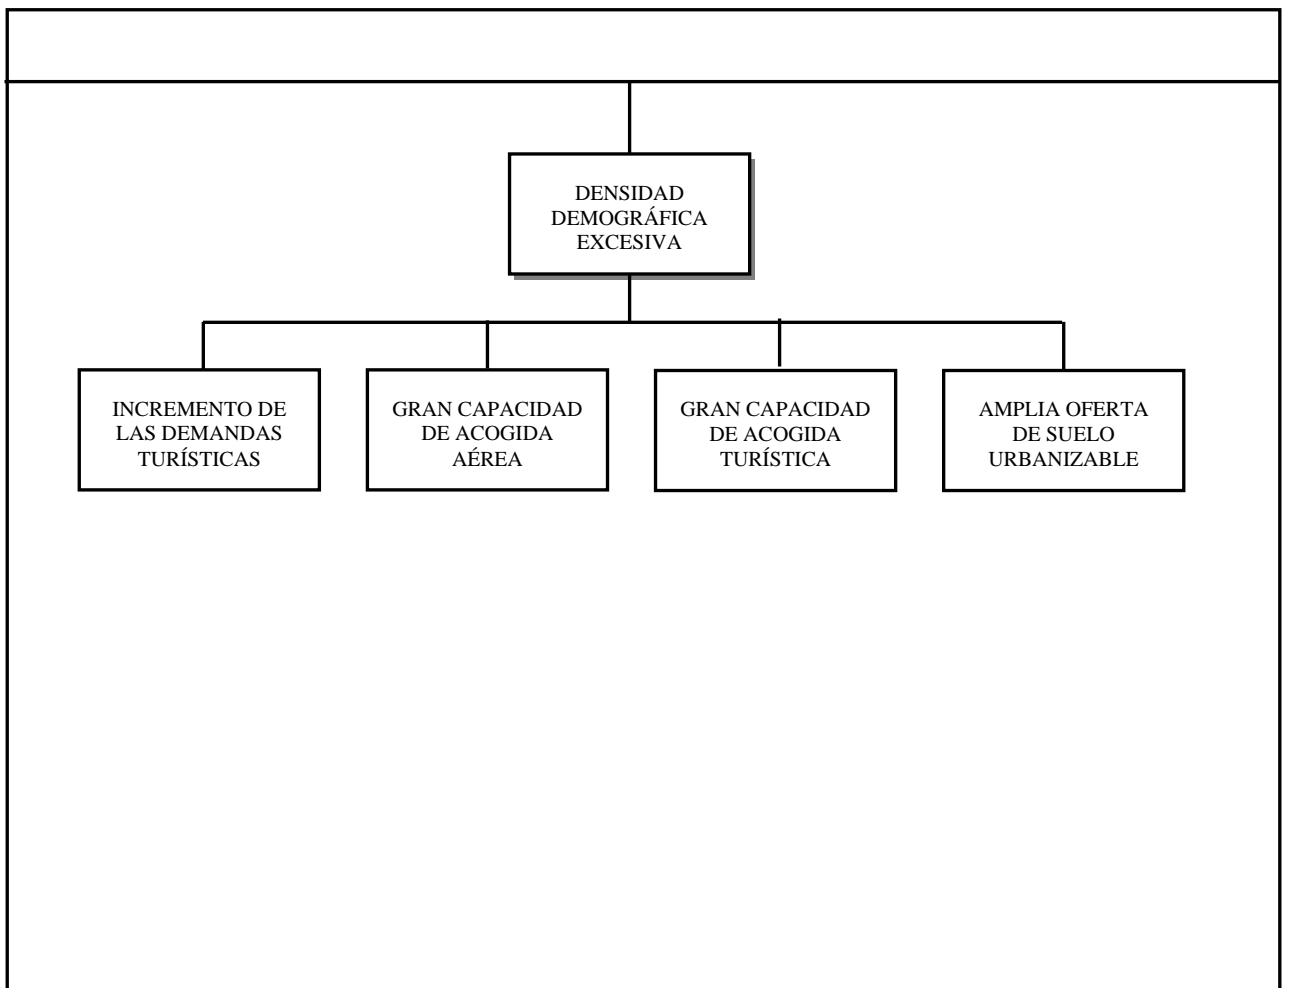 DENSIDAD
DEMOGRÁFICA
EXCESIVA
INCREMENTO DE
LAS DEMANDAS
TURÍSTICAS
GRAN CAPACIDAD
DE ACOGIDA
AÉREA
GRAN CAPACIDAD
DE ACOGIDA
TURÍSTICA
AMPLIA OFERTA
DE SUELO
URBANIZABLE